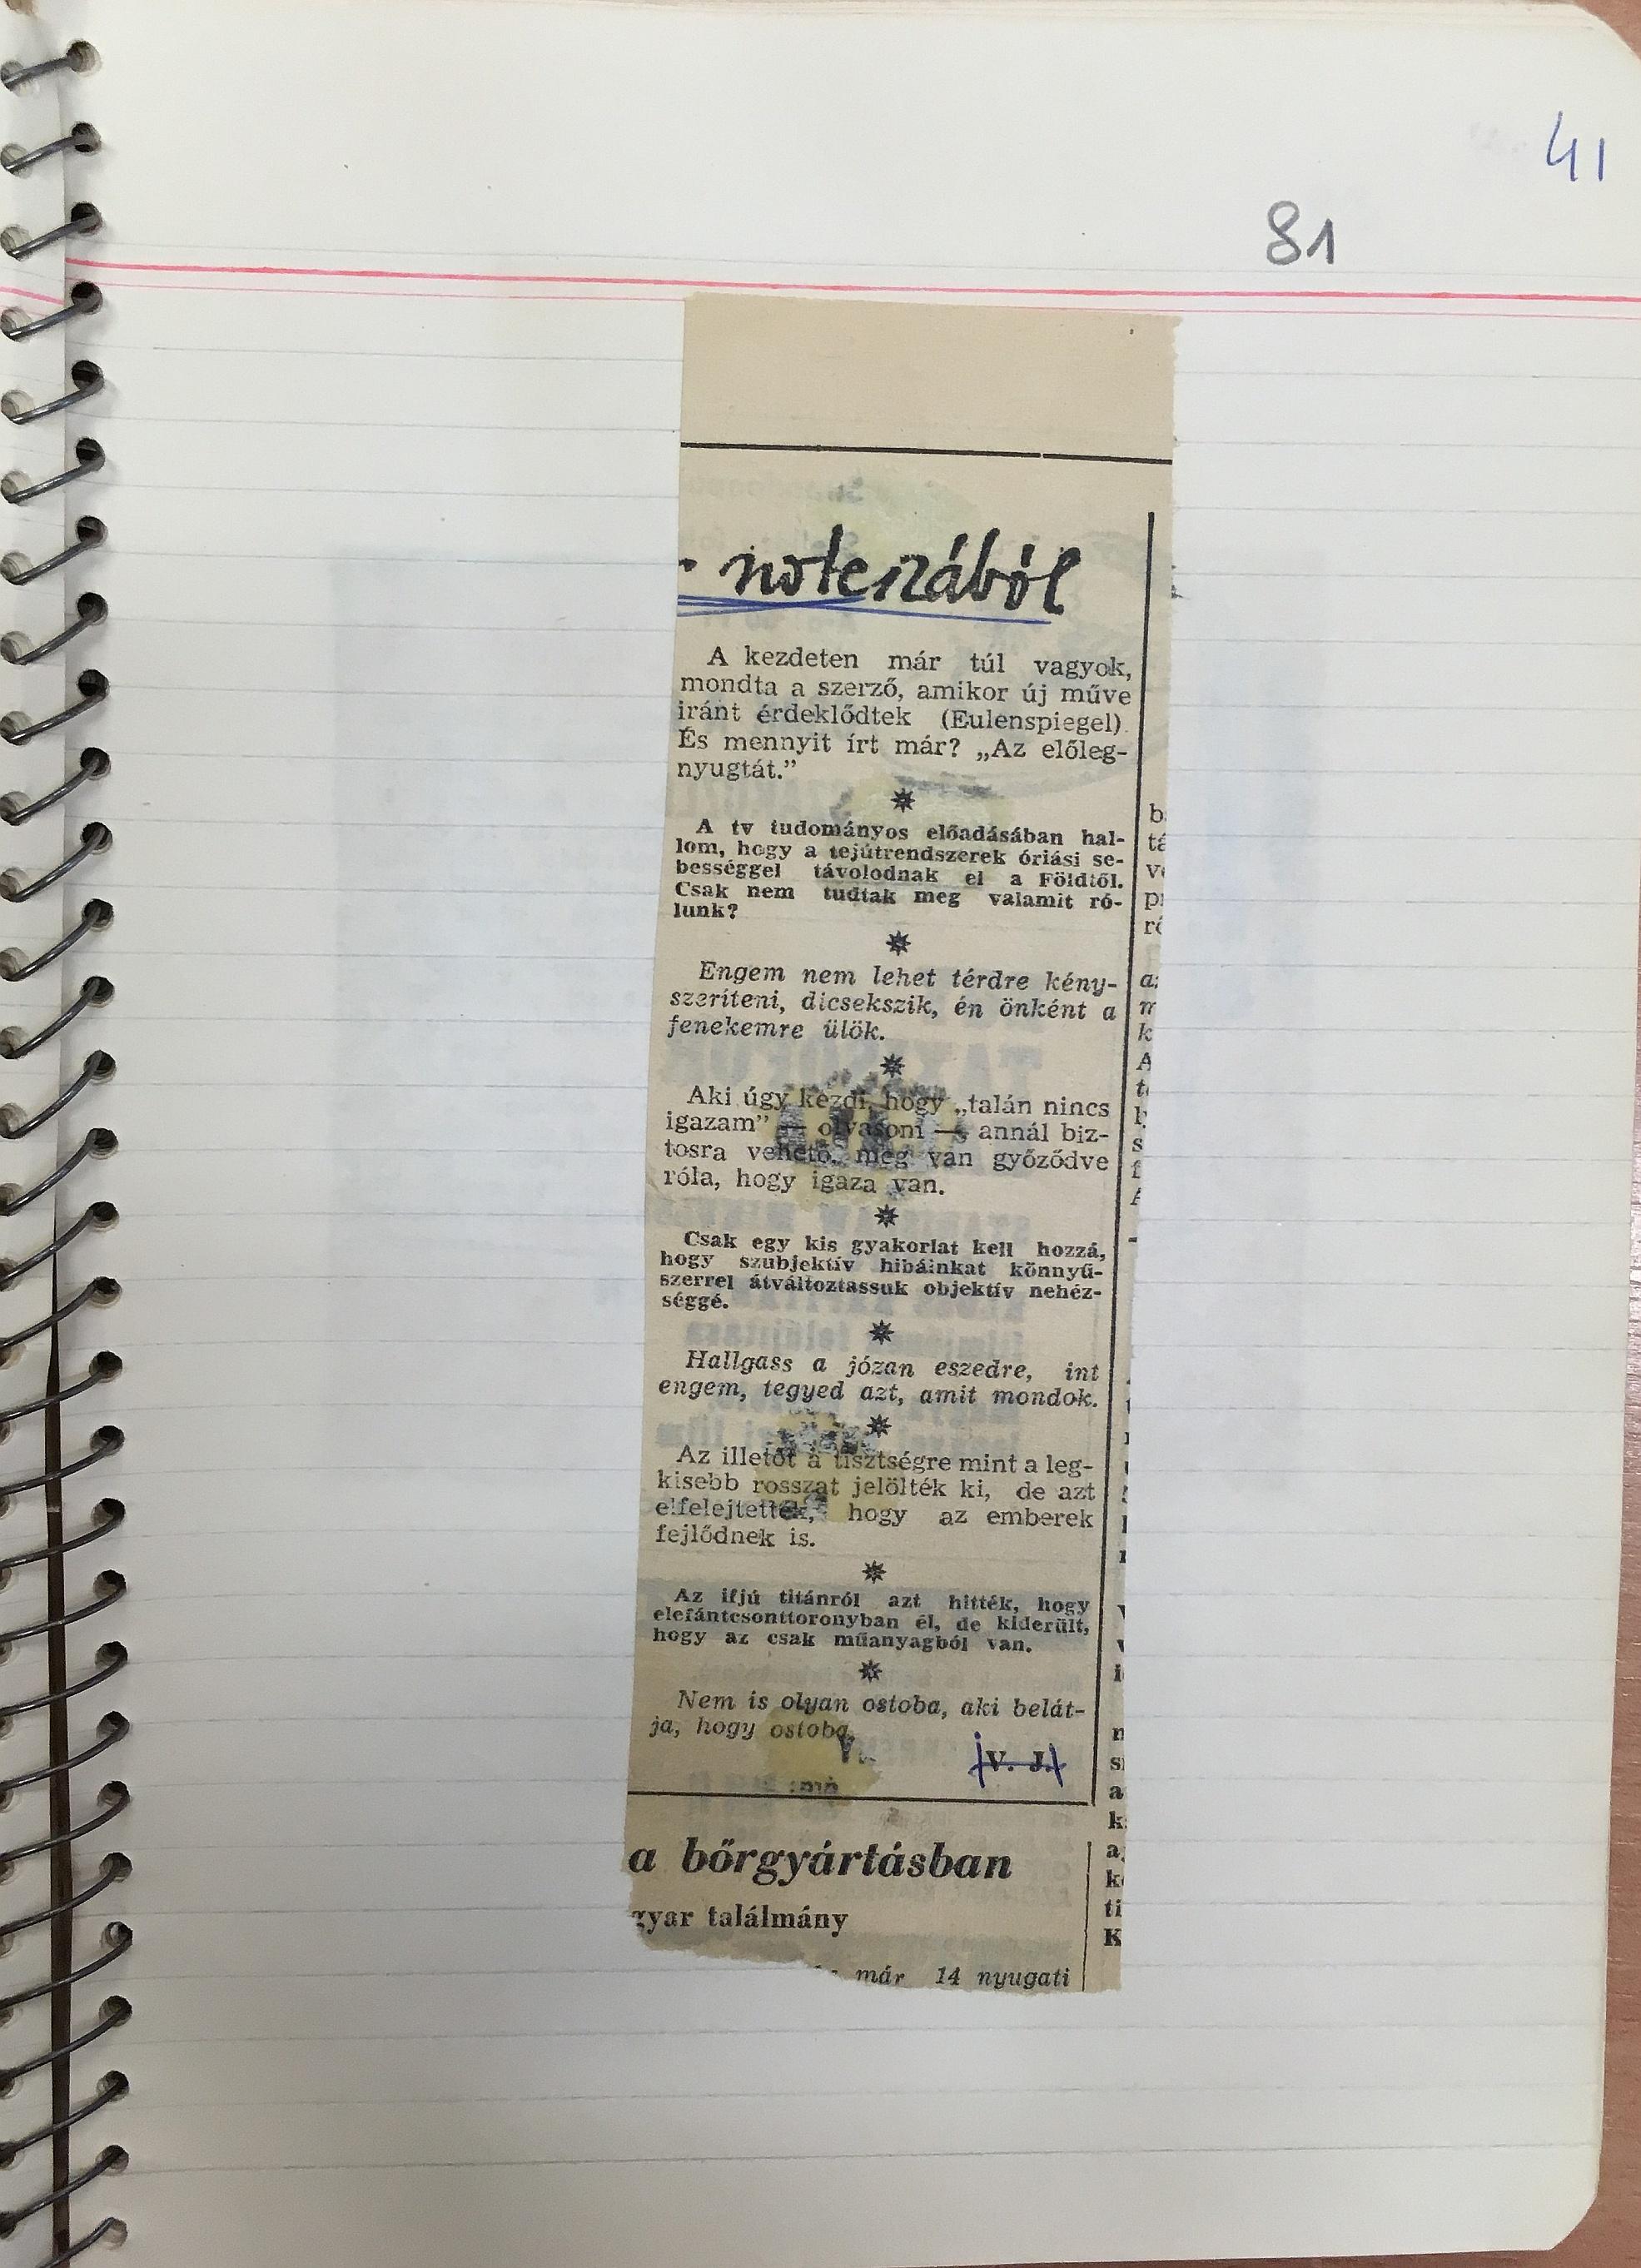 41
81
noteszából
A kezdeten már túl vagyok,
mondta a szerző, amikor új műve
iránt érdeklődtek (Eulenspiegel).
És mennyit írt már? „Az előleg-
nyugtát.”
A tv tudományos előadásában hal-
lom, hogy a tejútrendszerek óriási se-
bességgel távolodnak el a Földtől.
Csak nem tudtak meg valamit ró-
lunk?
Engem nem lehet térdre kény-
szeríteni, dicsekszik, én önként a
fenekemre ülök.
Aki úgy kezdi, hogy „talán nincs
igazam” — olvasom — annál biz-
tosra vehető, meg van győződve
róla, hogy igaza van.
Csak egy kis gyakorlat kell hozzá,
hogy szubjektív hibáinkat könnyű-
szerrel átváltoztassuk objektív nehéz-
séggé.
Hallgass a józan eszedre, int
engem, tegyed azt, amit mondok.
Az illetőt a tisztségre mint a leg-
kisebb rosszat jelölték ki, de azt
elfelejtették, hogy az emberek
fejlődnek is.
Az ifjú titánról azt hitték, hogy
elefántcsonttoronyban él, de kiderült,
hogy az csak műanyagból van.
Nem is olyan ostoba, aki belát-
ja, hogy ostoba.
(V. J.)
a bőrgyártásban
gyar találmány
már 14 nyugati